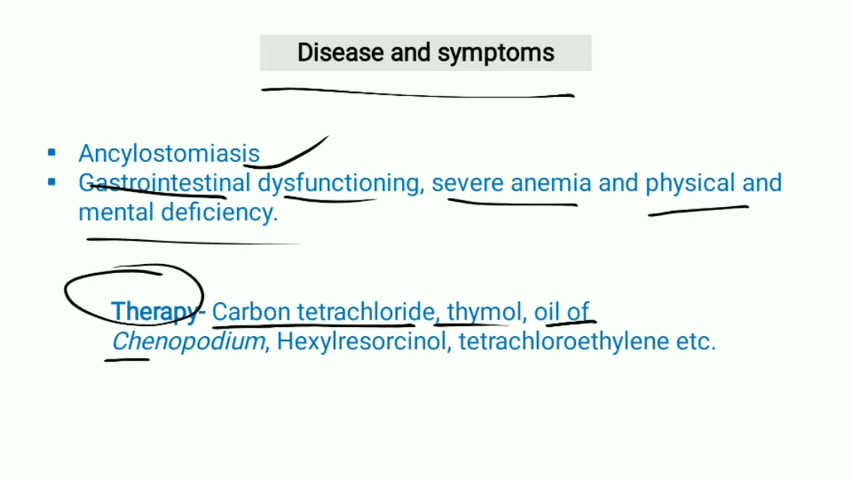 Disease and symptoms
▪ Ancylostomiasis
▪ Gastrointestinal dysfunctioning, severe anemia and physical and
mental deficiency.
Therapy- Carbon tetrachloride, thymol, oil of
Chenopodium, Hexylresorcinol, tetrachloroethylene etc.